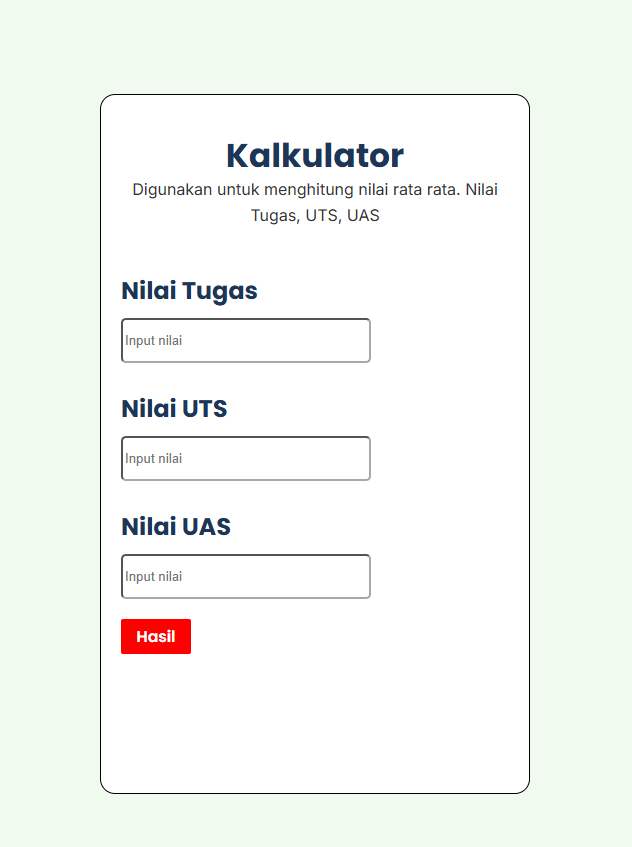 Kalkulator
Digunakan untuk menghitung nilai rata rata. Nilai
Tugas, UTS, UAS
Nilai Tugas
Input nilai
Nilai UTS
Input nilai
Nilai UAS
Input nilai
Hasil